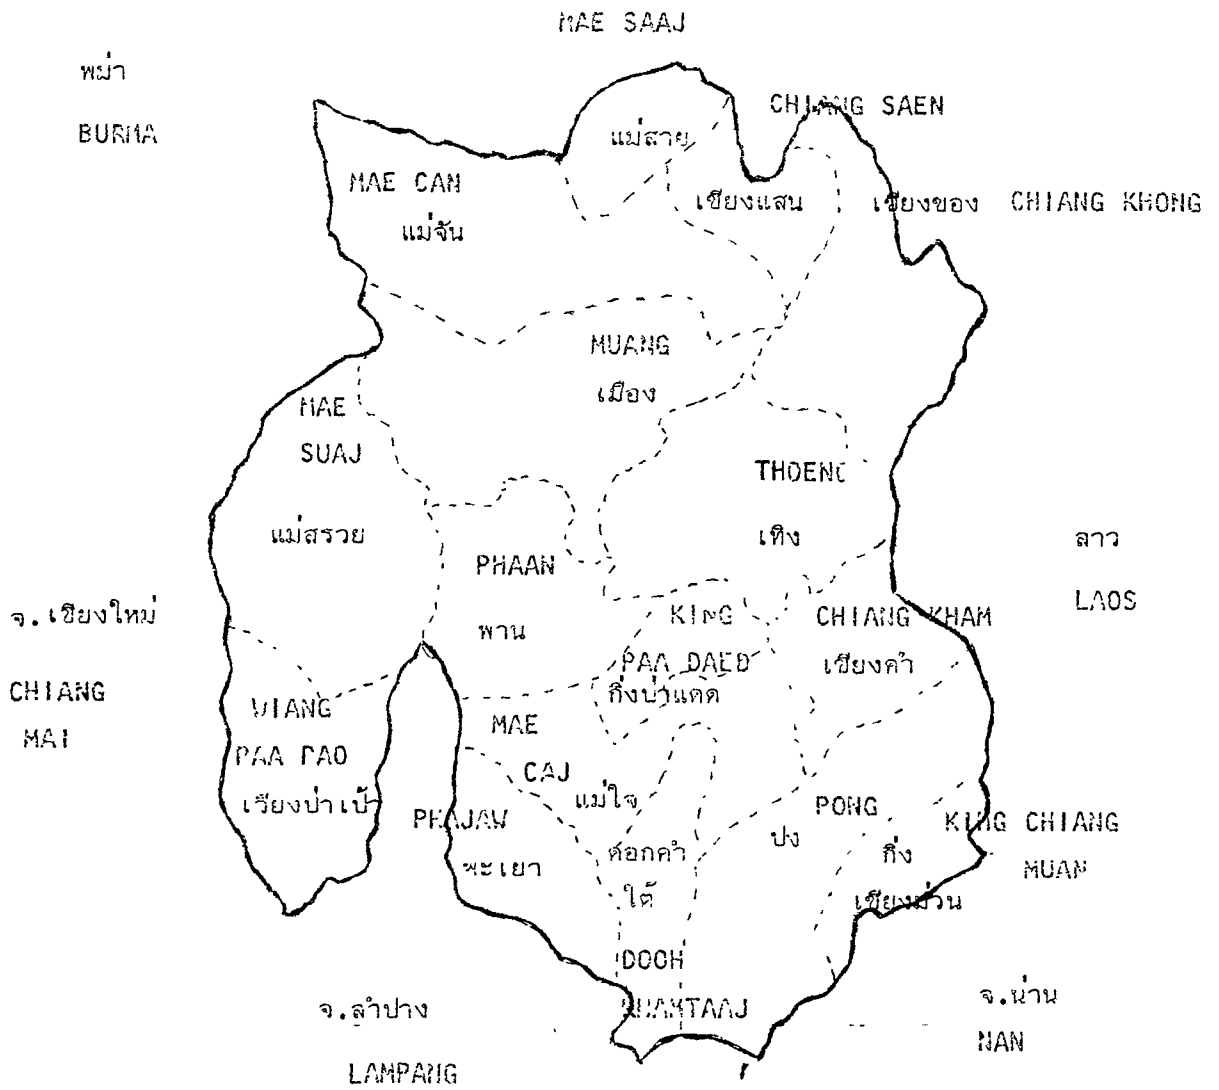 MAE SAAJ
พม่า
BURMA
CHIANG SAEN
แม่สาย
MAE CAN
แม่จัน
เชียงแสน
เชียงของ CHIANG KHONG
MUANG
เมือง
MAE
SUAJ
แม่สรวย
THOENG
เทิง
ลาว
LAOS
PHAAN
พาน
จ.เชียงใหม่
CHIANG
MAI
KING
PAA DAED
กิ่งป่าแดด
CHIANG KHAM
เชียงคำ
WIANG
PAA PAO
เวียงป่าเป้า
MAE
CAJ
แม่ใจ
PHAJAW
พะเยา
ดอกคำ
ใต้
DOOH
KHAMTAAJ
PONG
ปง
KING CHIANG
MUAN
กิ่ง
เชียงม่วน
จ.ลำปาง
LAMPANG
จ.น่าน
NAN